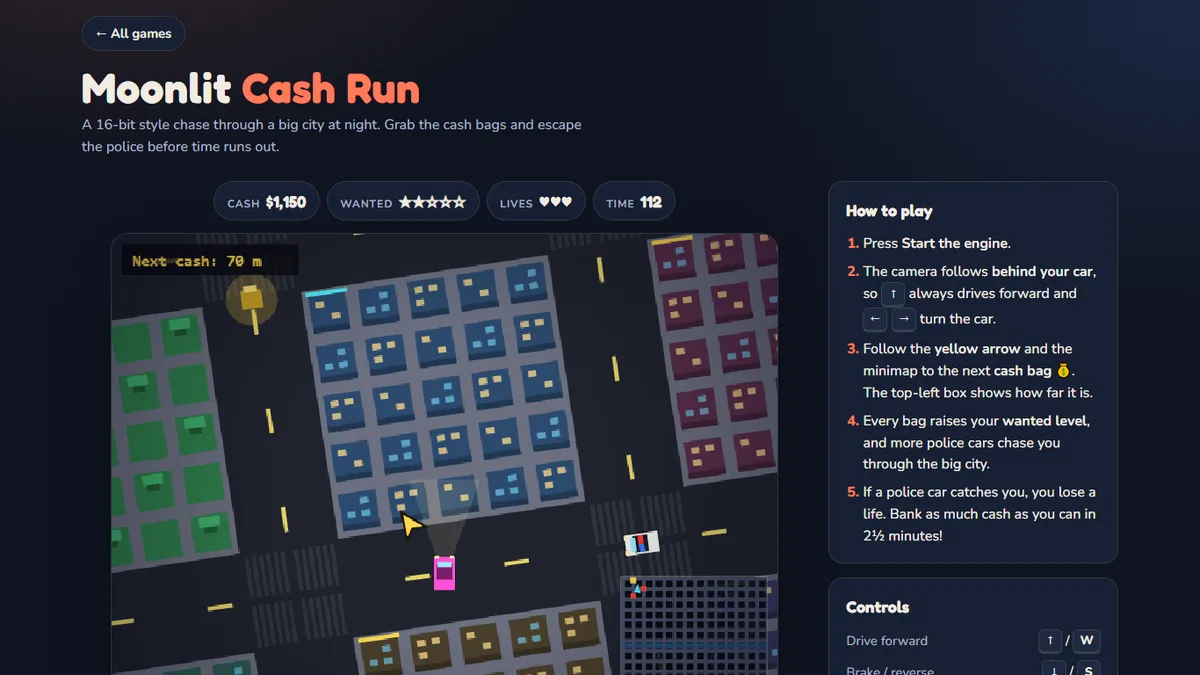 ← All games
Moonlit Cash Run
A 16-bit style chase through a big city at night. Grab the cash bags and escape
the police before time runs out.
CASH $1,150
WANTED ★★☆☆☆
LIVES ♥♥♥
TIME 112
Next cash: 70 m
How to play
1. Press Start the engine.
2. The camera follows behind your car,
so ↑ always drives forward and
← → turn the car.
3. Follow the yellow arrow and the
minimap to the next cash bag 💰.
The top-left box shows how far it is.
4. Every bag raises your wanted level,
and more police cars chase you
through the big city.
5. If a police car catches you, you lose a
life. Bank as much cash as you can in
2½ minutes!
Controls
Drive forward ↑ / W
Brake / reverse ↓ / S